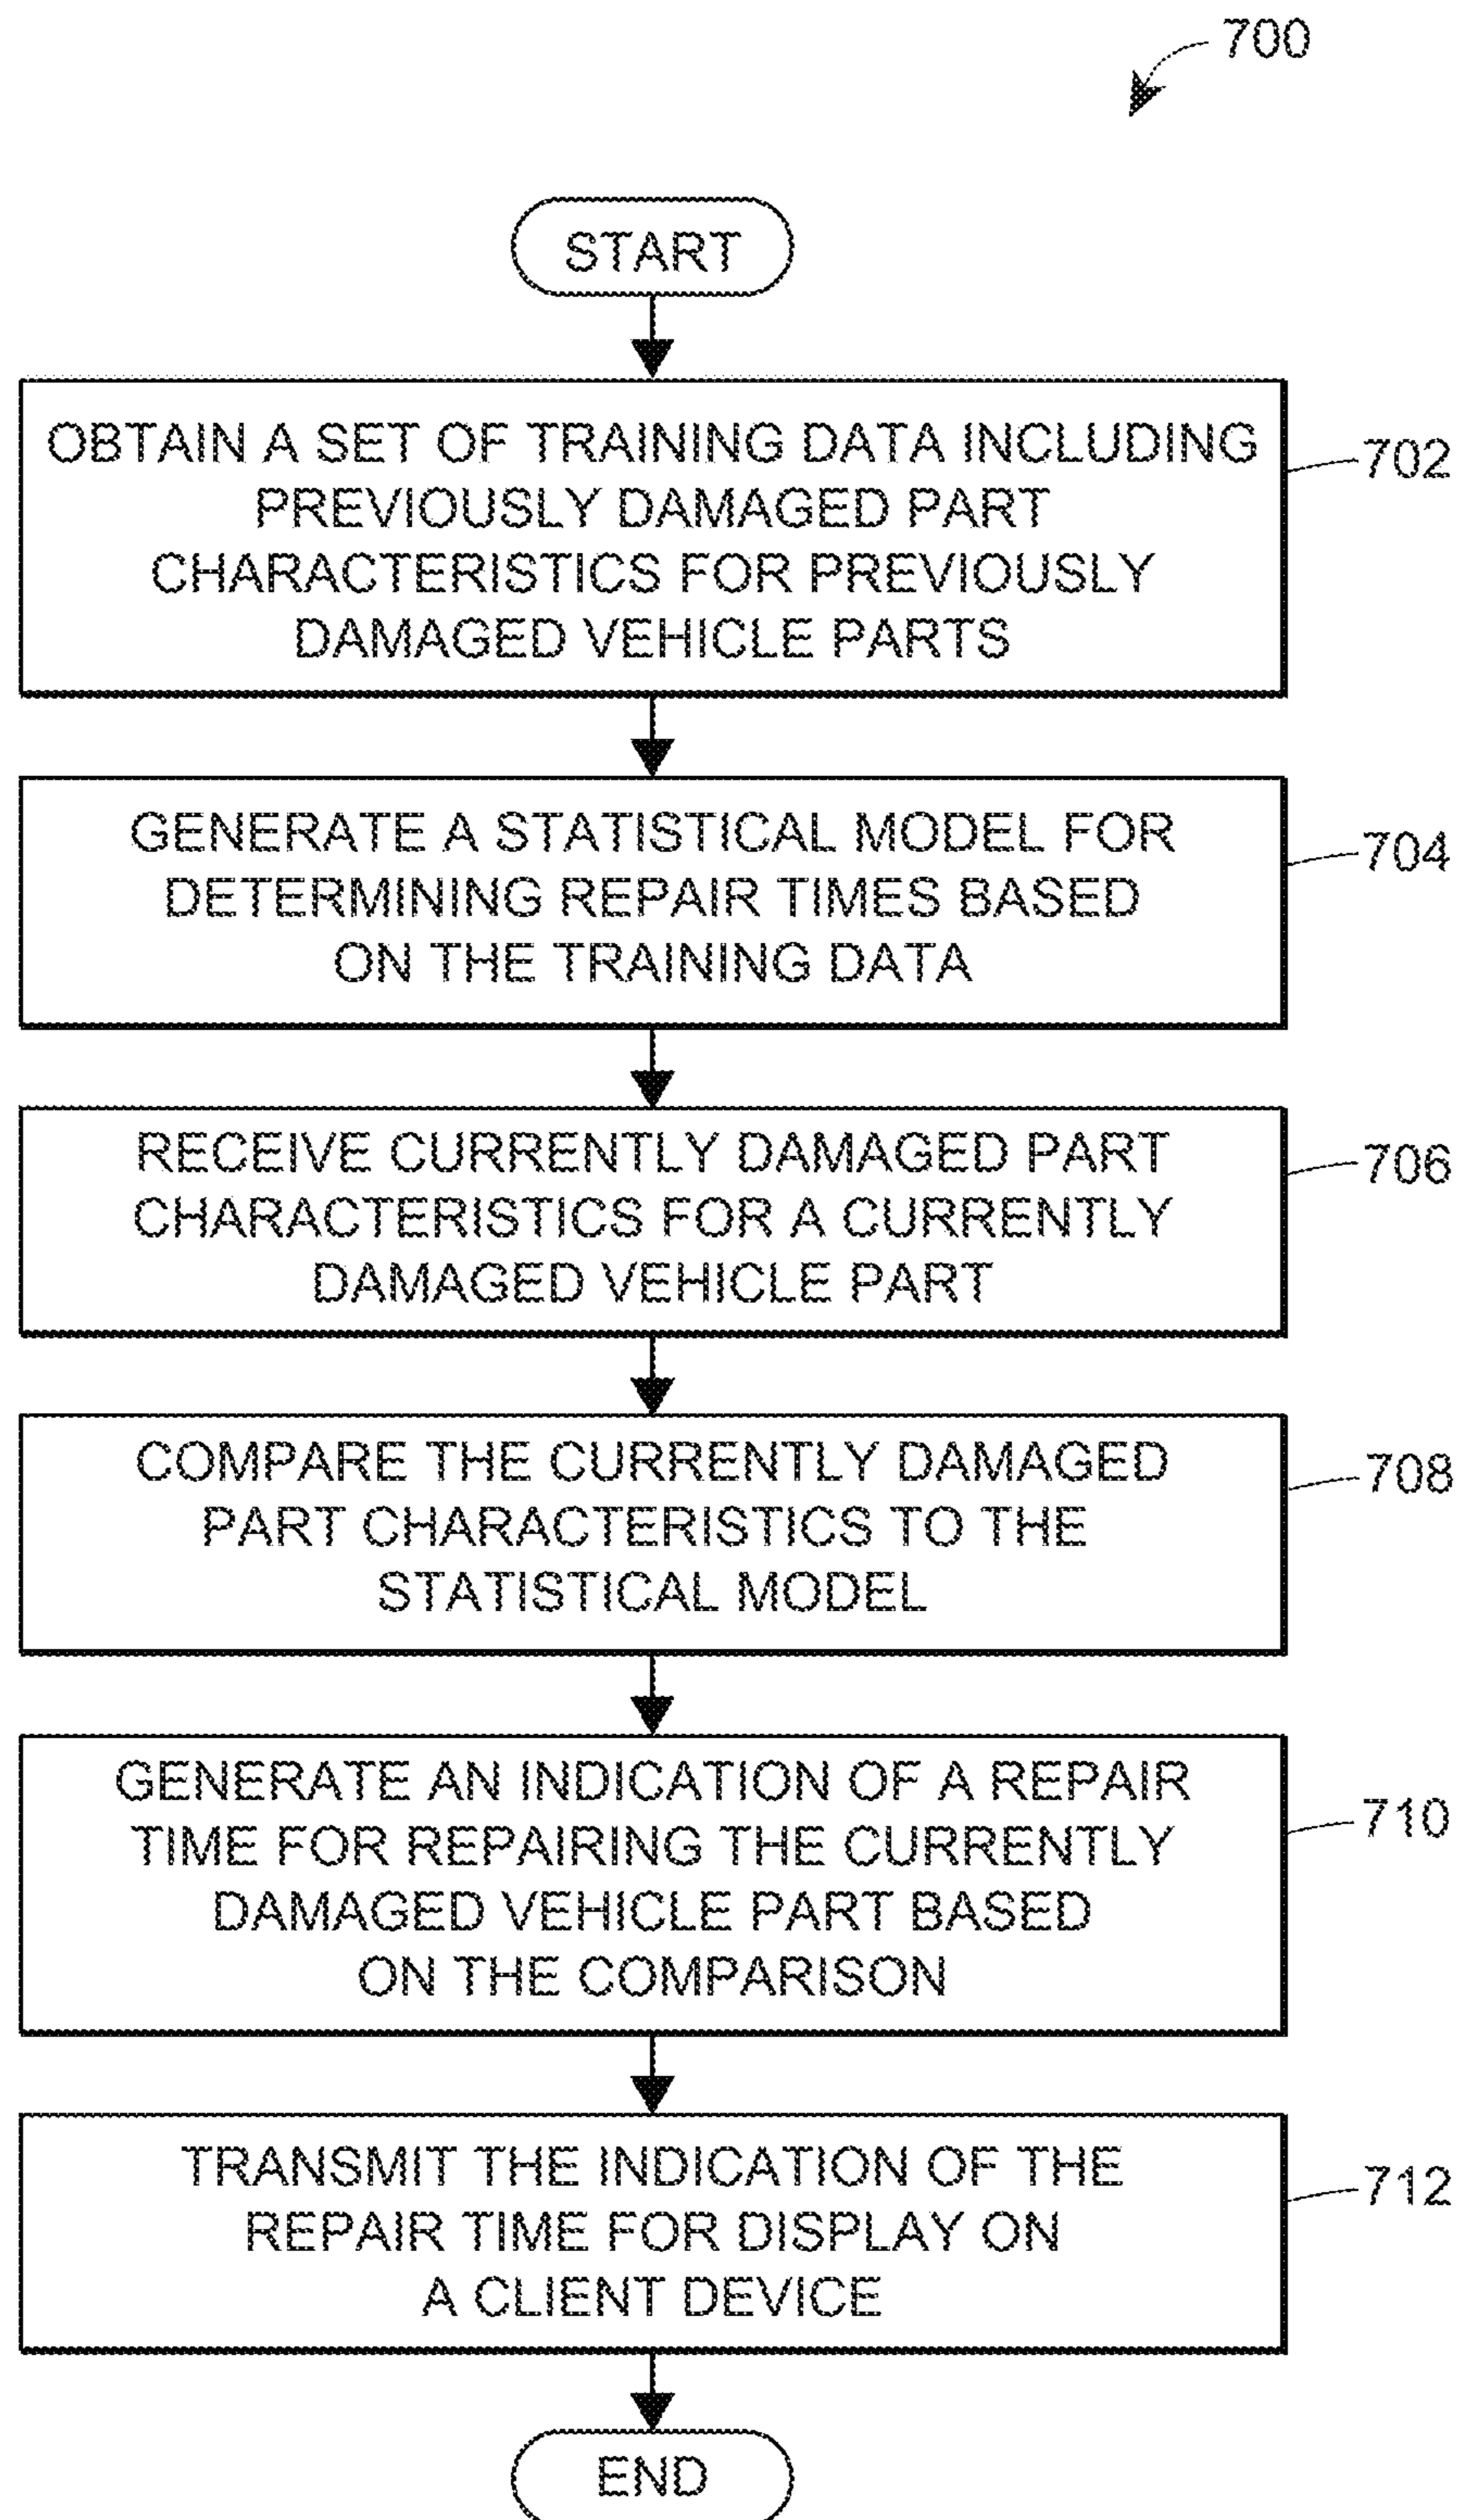 700
START
OBTAIN A SET OF TRAINING DATA INCLUDING
PREVIOUSLY DAMAGED PART
CHARACTERISTICS FOR PREVIOUSLY
DAMAGED VEHICLE PARTS
702
GENERATE A STATISTICAL MODEL FOR
DETERMINING REPAIR TIMES BASED
ON THE TRAINING DATA
704
RECEIVE CURRENTLY DAMAGED PART
CHARACTERISTICS FOR A CURRENTLY
DAMAGED VEHICLE PART
706
COMPARE THE CURRENTLY DAMAGED
PART CHARACTERISTICS TO THE
STATISTICAL MODEL
708
GENERATE AN INDICATION OF A REPAIR
TIME FOR REPAIRING THE CURRENTLY
DAMAGED VEHICLE PART BASED
ON THE COMPARISON
710
TRANSMIT THE INDICATION OF THE
REPAIR TIME FOR DISPLAY ON
A CLIENT DEVICE
712
END